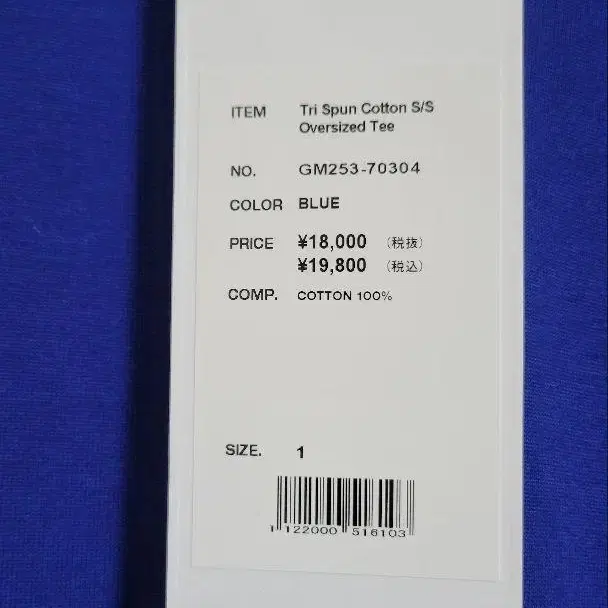 ITEM Tri Spun Cotton S/S
Oversized Tee
NO. GM253-70304
COLOR BLUE
PRICE ¥18,000 (税抜)
¥19,800 (税込)
COMP. COTTON 100%
SIZE. 1
1 122000 516103